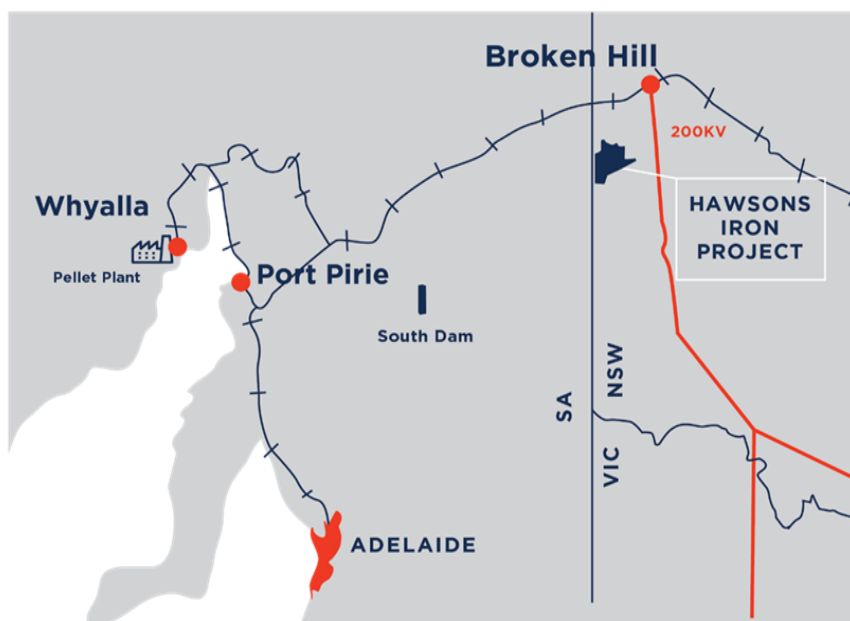 Broken Hill
200KV
Whyalla
HAWSONS
IRON
PROJECT
Pellet Plant
Port Pirie
South Dam
SA
NSW
VIC
ADELAIDE